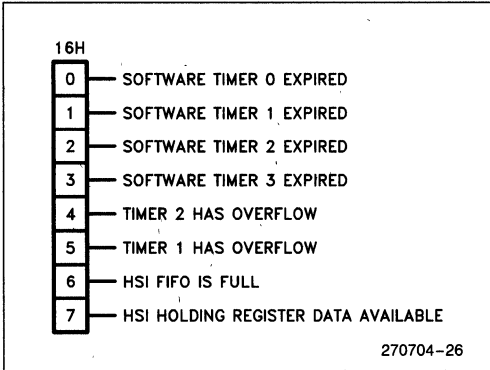 16H
0 SOFTWARE TIMER 0 EXPIRED
1 SOFTWARE TIMER 1 EXPIRED
2 SOFTWARE TIMER 2 EXPIRED
3 SOFTWARE TIMER 3 EXPIRED
4 TIMER 2 HAS OVERFLOW
5 TIMER 1 HAS OVERFLOW
6 HSI FIFO IS FULL
7 HSI HOLDING REGISTER DATA AVAILABLE
270704-26